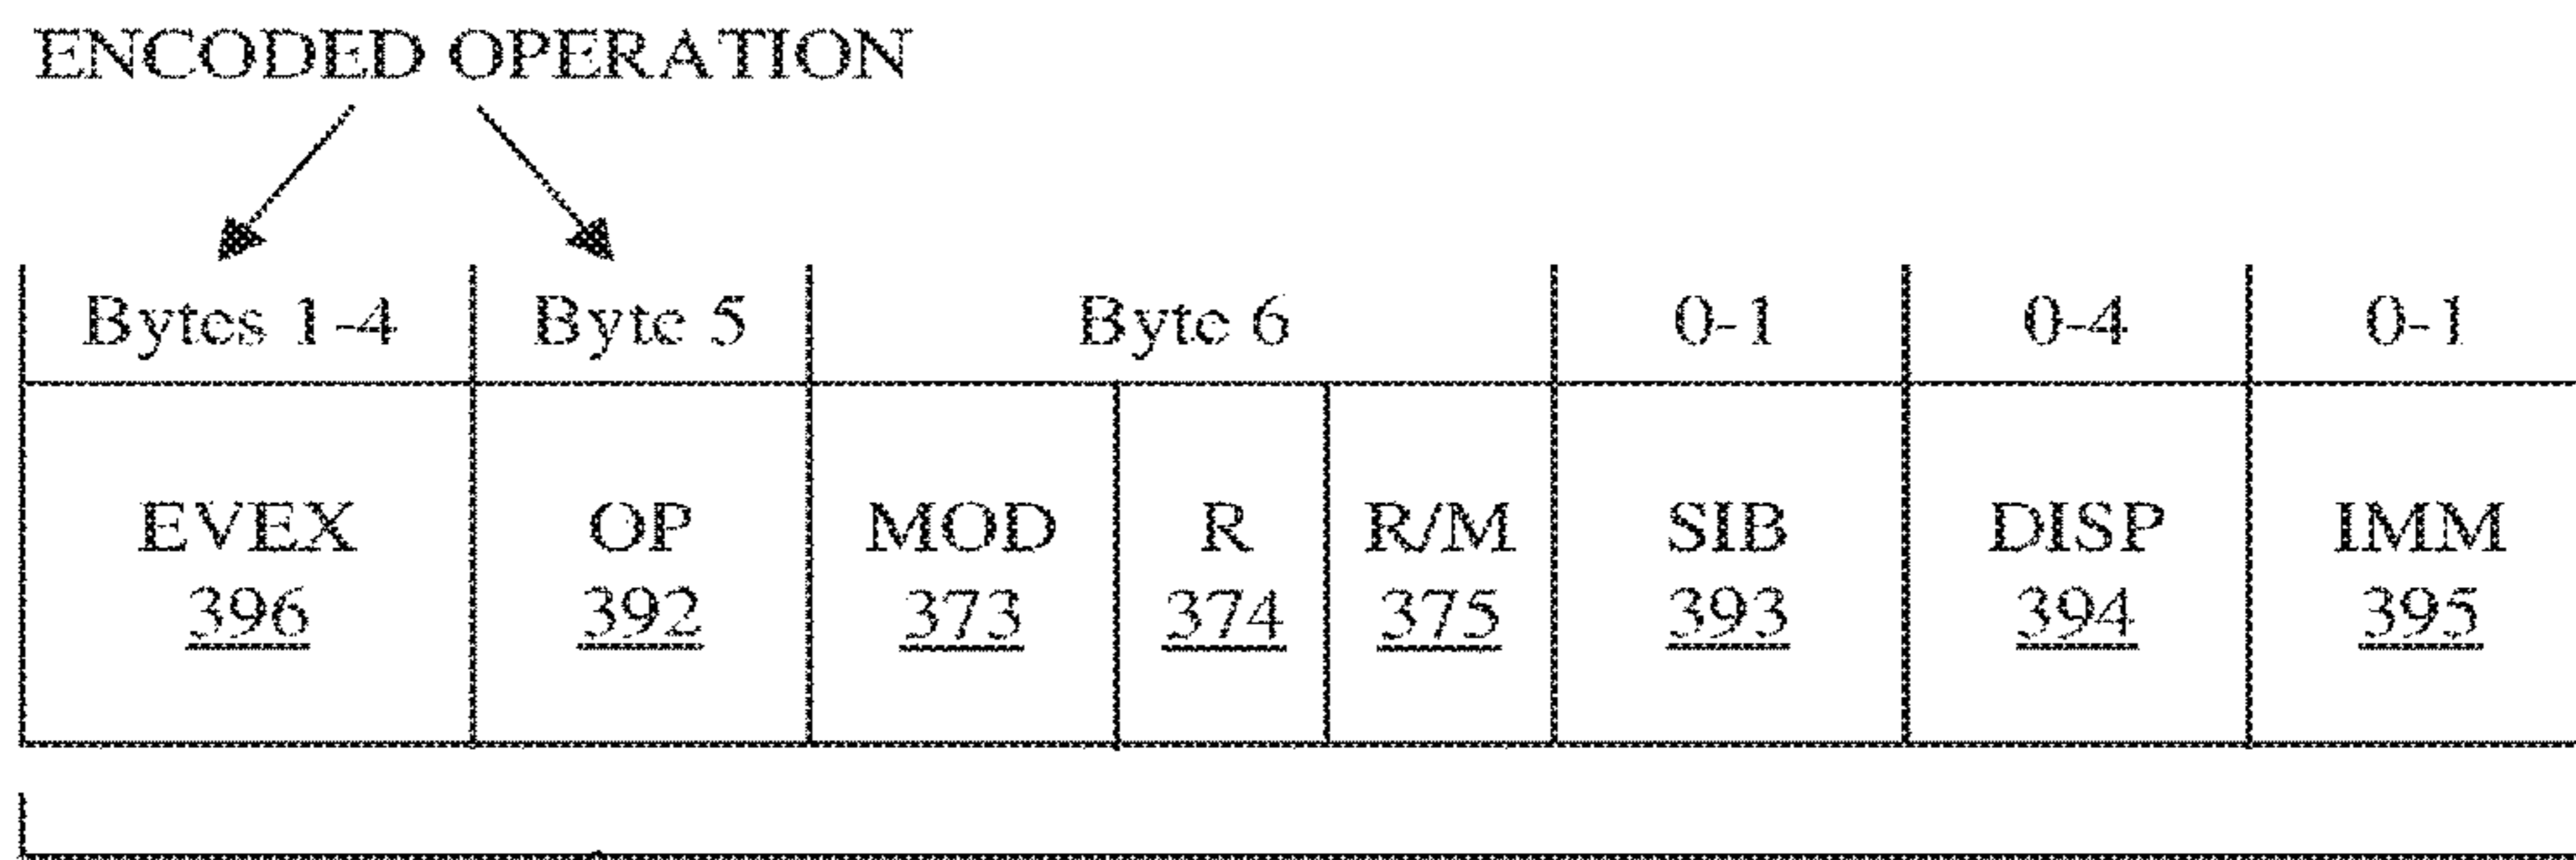 ENCODED OPERATION
Bytes 1-4 Byte 5 Byte 6 0-1 0-4 0-1
EVEX OP MOD R R/M SIB DISP IMM
396 392 373 374 375 393 394 395